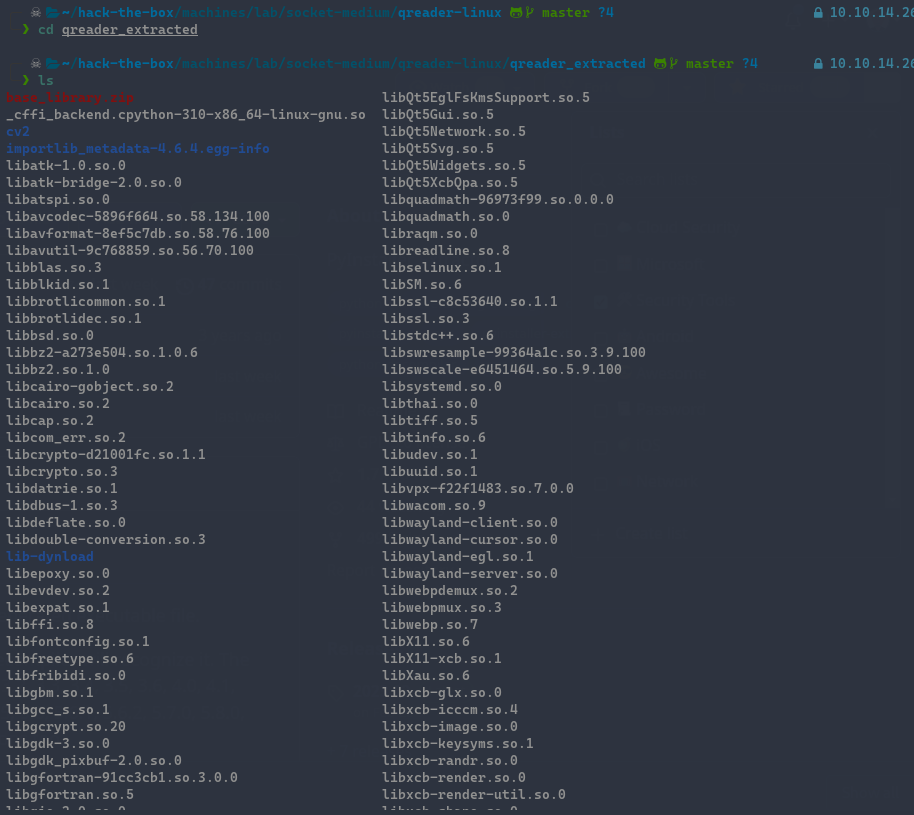 ~/hack-the-box/machines/lab/socket-medium/qreader-linux master ?4 10.10.14.26
❯ cd qreader_extracted
~/hack-the-box/machines/lab/socket-medium/qreader-linux/qreader_extracted master ?4 10.10.14.26
❯ ls
base_library.zip libQt5EglFsKmsSupport.so.5
_cffi_backend.cpython-310-x86_64-linux-gnu.so libQt5Gui.so.5
cv2 libQt5Network.so.5
importlib_metadata-4.6.4.egg-info libQt5Svg.so.5
libatk-1.0.so.0 libQt5Widgets.so.5
libatk-bridge-2.0.so.0 libQt5XcbQpa.so.5
libatspi.so.0 libquadmath-96973f99.so.0.0.0
libavcodec-5896f664.so.58.134.100 libquadmath.so.0
libavformat-8ef5c7db.so.58.76.100 libraqm.so.0
libavutil-9c768859.so.56.70.100 libreadline.so.8
libblas.so.3 libselinux.so.1
libblkid.so.1 libSM.so.6
libbrotlicommon.so.1 libssl-c8c53640.so.1.1
libbrotlidec.so.1 libssl.so.3
libbsd.so.0 libstdc++.so.6
libbz2-a273e504.so.1.0.6 libswresample-99364a1c.so.3.9.100
libbz2.so.1.0 libswscale-e6451464.so.5.9.100
libcairo-gobject.so.2 libsystemd.so.0
libcairo.so.2 libthai.so.0
libcap.so.2 libtiff.so.5
libcom_err.so.2 libtinfo.so.6
libcrypto-d21001fc.so.1.1 libudev.so.1
libcrypto.so.3 libuuid.so.1
libdatrie.so.1 libvpx-f22f1483.so.7.0.0
libdbus-1.so.3 libwacom.so.9
libdeflate.so.0 libwayland-client.so.0
libdouble-conversion.so.3 libwayland-cursor.so.0
lib-dynload libwayland-egl.so.1
libepoxy.so.0 libwayland-server.so.0
libevdev.so.2 libwebpdemux.so.2
libexpat.so.1 libwebpmux.so.3
libffi.so.8 libwebp.so.7
libfontconfig.so.1 libX11.so.6
libfreetype.so.6 libX11-xcb.so.1
libfribidi.so.0 libXau.so.6
libgbm.so.1 libxcb-glx.so.0
libgcc_s.so.1 libxcb-icccm.so.4
libgcrypt.so.20 libxcb-image.so.0
libgdk-3.so.0 libxcb-keysyms.so.1
libgdk_pixbuf-2.0.so.0 libxcb-randr.so.0
libgfortran-91cc3cb1.so.3.0.0 libxcb-render.so.0
libgfortran.so.5 libxcb-render-util.so.0